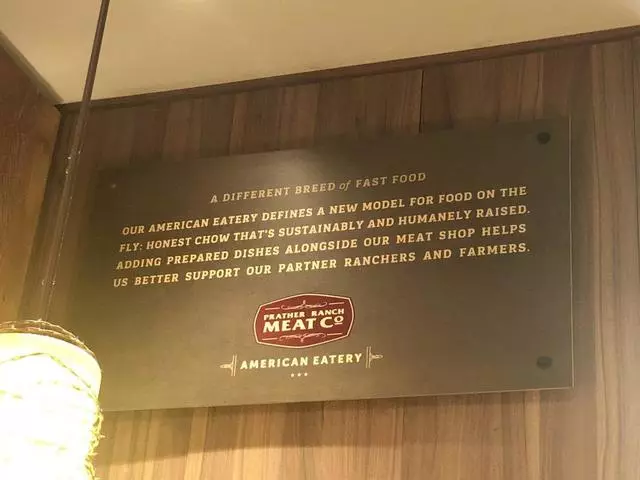 A DIFFERENT BREED of FAST FOOD
OUR AMERICAN EATERY DEFINES A NEW MODEL FOR FOOD ON THE
FLY: HONEST CHOW THAT'S SUSTAINABLY AND HUMANELY RAISED.
ADDING PREPARED DISHES ALONGSIDE OUR MEAT SHOP HELPS
US BETTER SUPPORT OUR PARTNER RANCHERS AND FARMERS.
PRATHER RANCH
MEAT CO
AMERICAN EATERY